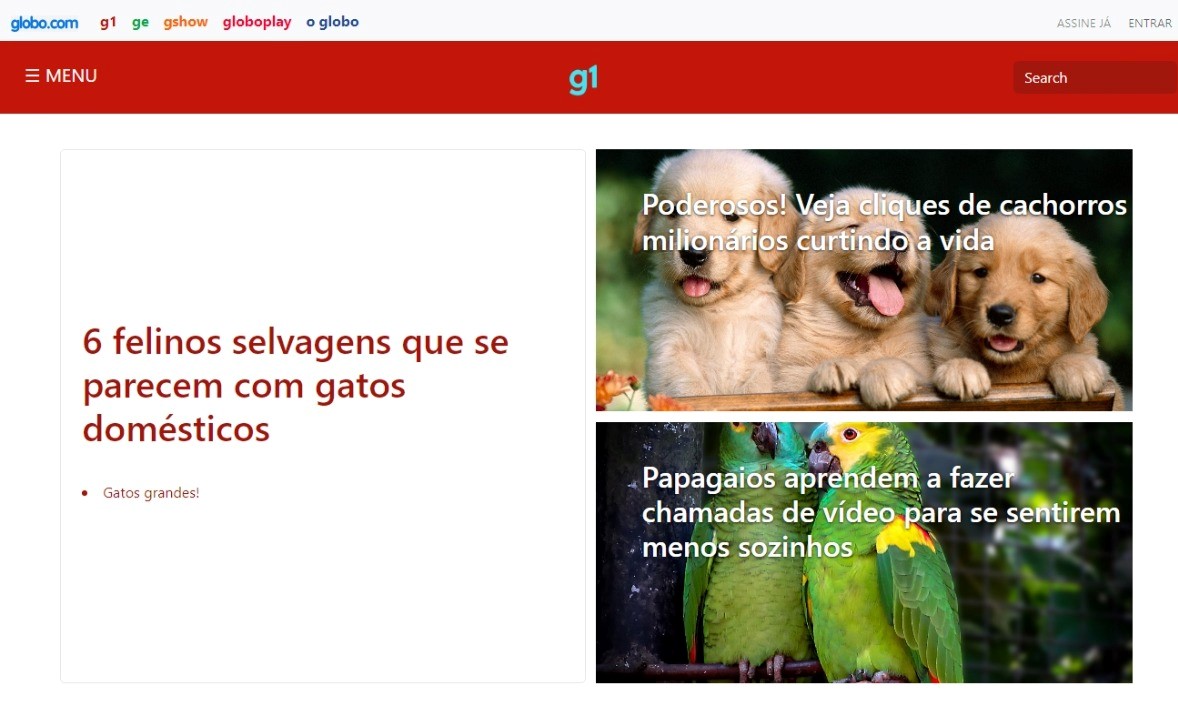 globo.com g1 ge gshow globoplay o globo ASSINE JÁ ENTRAR
☰ MENU g1 Search
6 felinos selvagens que se
parecem com gatos
domésticos
• Gatos grandes!
Poderosos! Veja cliques de cachorros
milionários curtindo a vida
Papagaios aprendem a fazer
chamadas de vídeo para se sentirem
menos sozinhos